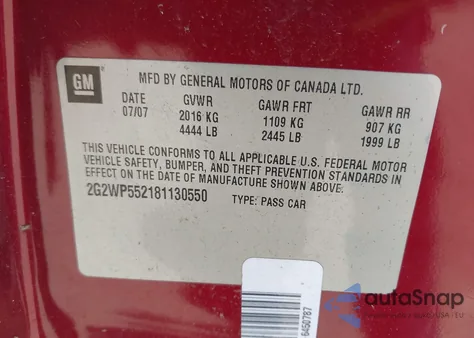 GM
MFD BY GENERAL MOTORS OF CANADA LTD.
DATE GVWR GAWR FRT GAWR RR
07/07 2016 KG 1109 KG 907 KG
4444 LB 2445 LB 1999 LB
THIS VEHICLE CONFORMS TO ALL APPLICABLE U.S. FEDERAL MOTOR
VEHICLE SAFETY, BUMPER, AND THEFT PREVENTION STANDARDS
IN EFFECT ON THE DATE OF MANUFACTURE SHOWN ABOVE.
2G2WP552181130550 TYPE: PASS CAR
6450787
autoSnap